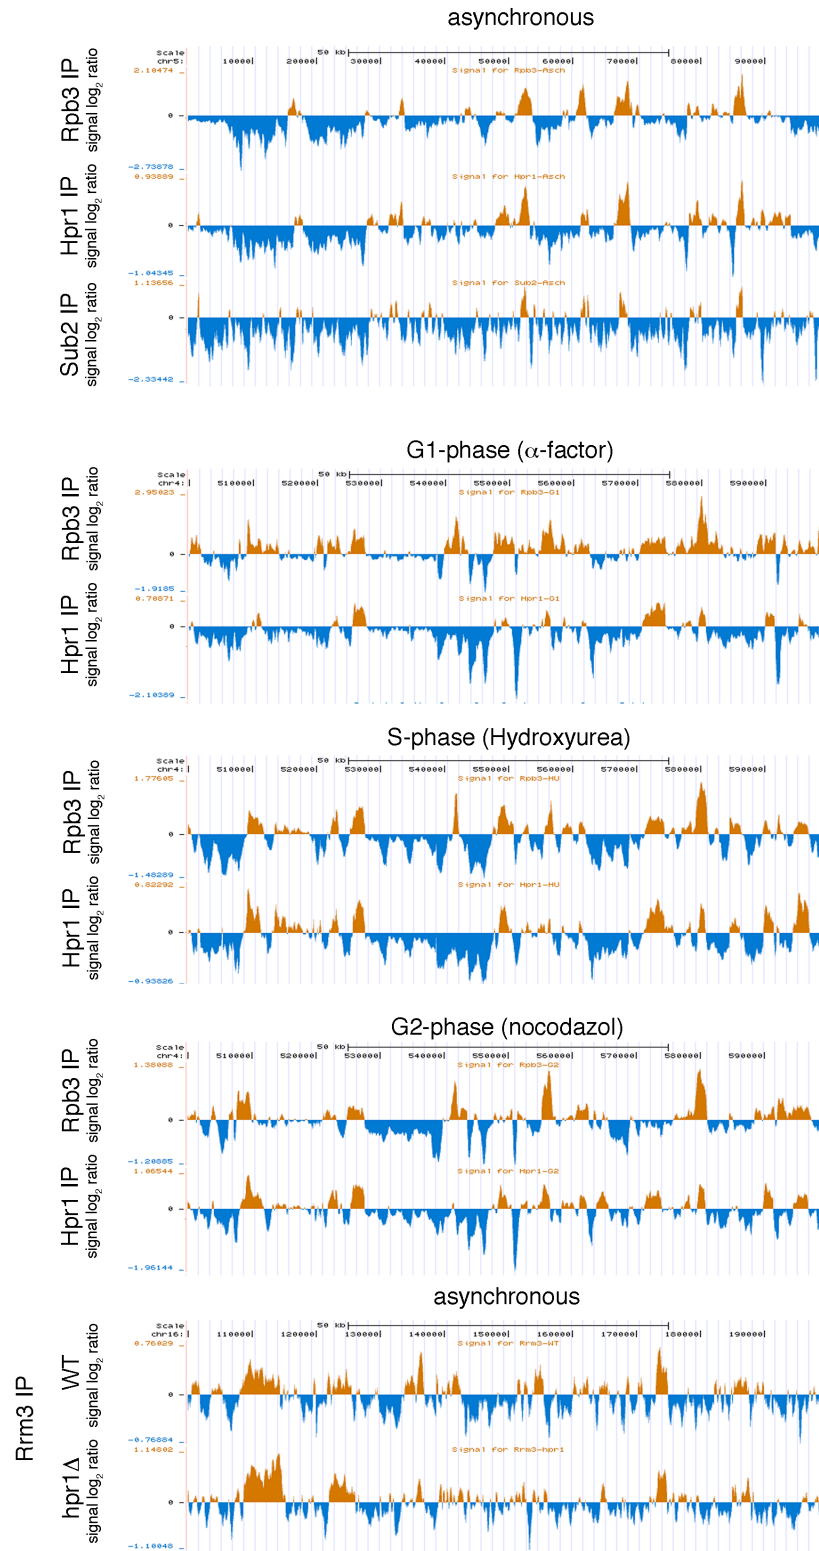 asynchronous
Rpb3 IP
signal log2 ratio
Scale
50 kb
chr5:
10000 20000 30000 40000 50000 60000 70000 80000 90000
2.10474
Signal for Rpb3-Asch
0
-2.73878
Hpr1 IP
signal log2 ratio
0.93889
Signal for Hpr1-Asch
0
-1.04345
Sub2 IP
signal log2 ratio
1.13656
Signal for Sub2-Asch
0
-2.33442
G1-phase (α-factor)
Rpb3 IP
signal log2 ratio
Scale
50 kb
chr4:
510000 520000 530000 540000 550000 560000 570000 580000 590000
2.95023
Signal for Rpb3-G1
0
-1.9185
Hpr1 IP
signal log2 ratio
0.70871
Signal for Hpr1-G1
0
-2.10389
S-phase (Hydroxyurea)
Rpb3 IP
signal log2 ratio
Scale
50 kb
chr4:
510000 520000 530000 540000 550000 560000 570000 580000 590000
1.77605
Signal for Rpb3-HU
0
-1.48289
Hpr1 IP
signal log2 ratio
0.82292
Signal for Hpr1-HU
0
-0.93826
G2-phase (nocodazol)
Rpb3 IP
signal log2 ratio
Scale
50 kb
chr4:
510000 520000 530000 540000 550000 560000 570000 580000 590000
1.38088
Signal for Rpb3-G2
0
-1.20885
Hpr1 IP
signal log2 ratio
1.06544
Signal for Hpr1-G2
0
-1.96144
asynchronous
Rrm3 IP
WT
signal log2 ratio
Scale
50 kb
chr16:
110000 120000 130000 140000 150000 160000 170000 180000 190000
0.76029
Signal for Rrm3-WT
0
-0.76884
hpr1Δ
signal log2 ratio
1.14802
Signal for Rrm3-hpr1
0
-1.10048